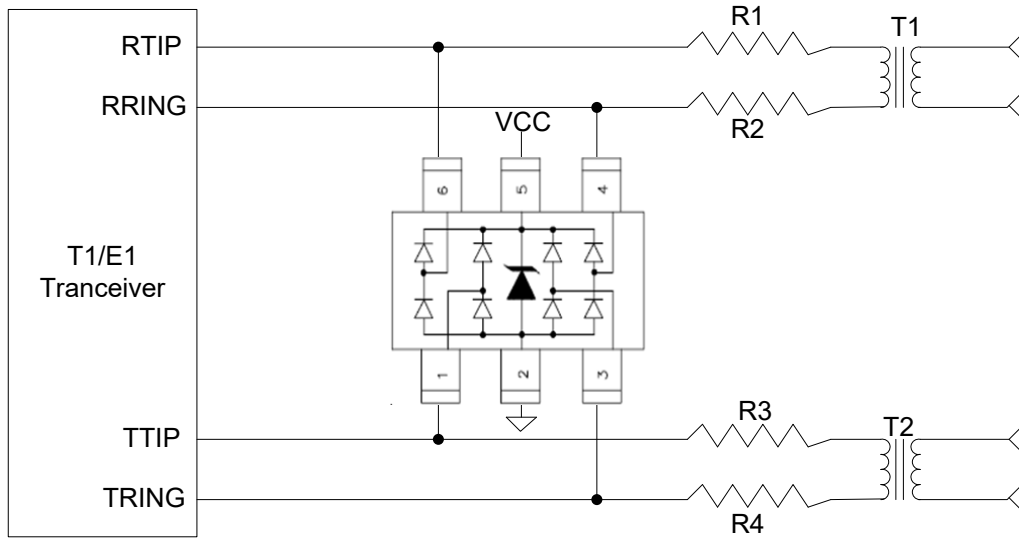 RTIP
R1
T1
RRING
R2
VCC
6
5
4
T1/E1
Tranceiver
1
2
3
TTIP
R3
T2
TRING
R4